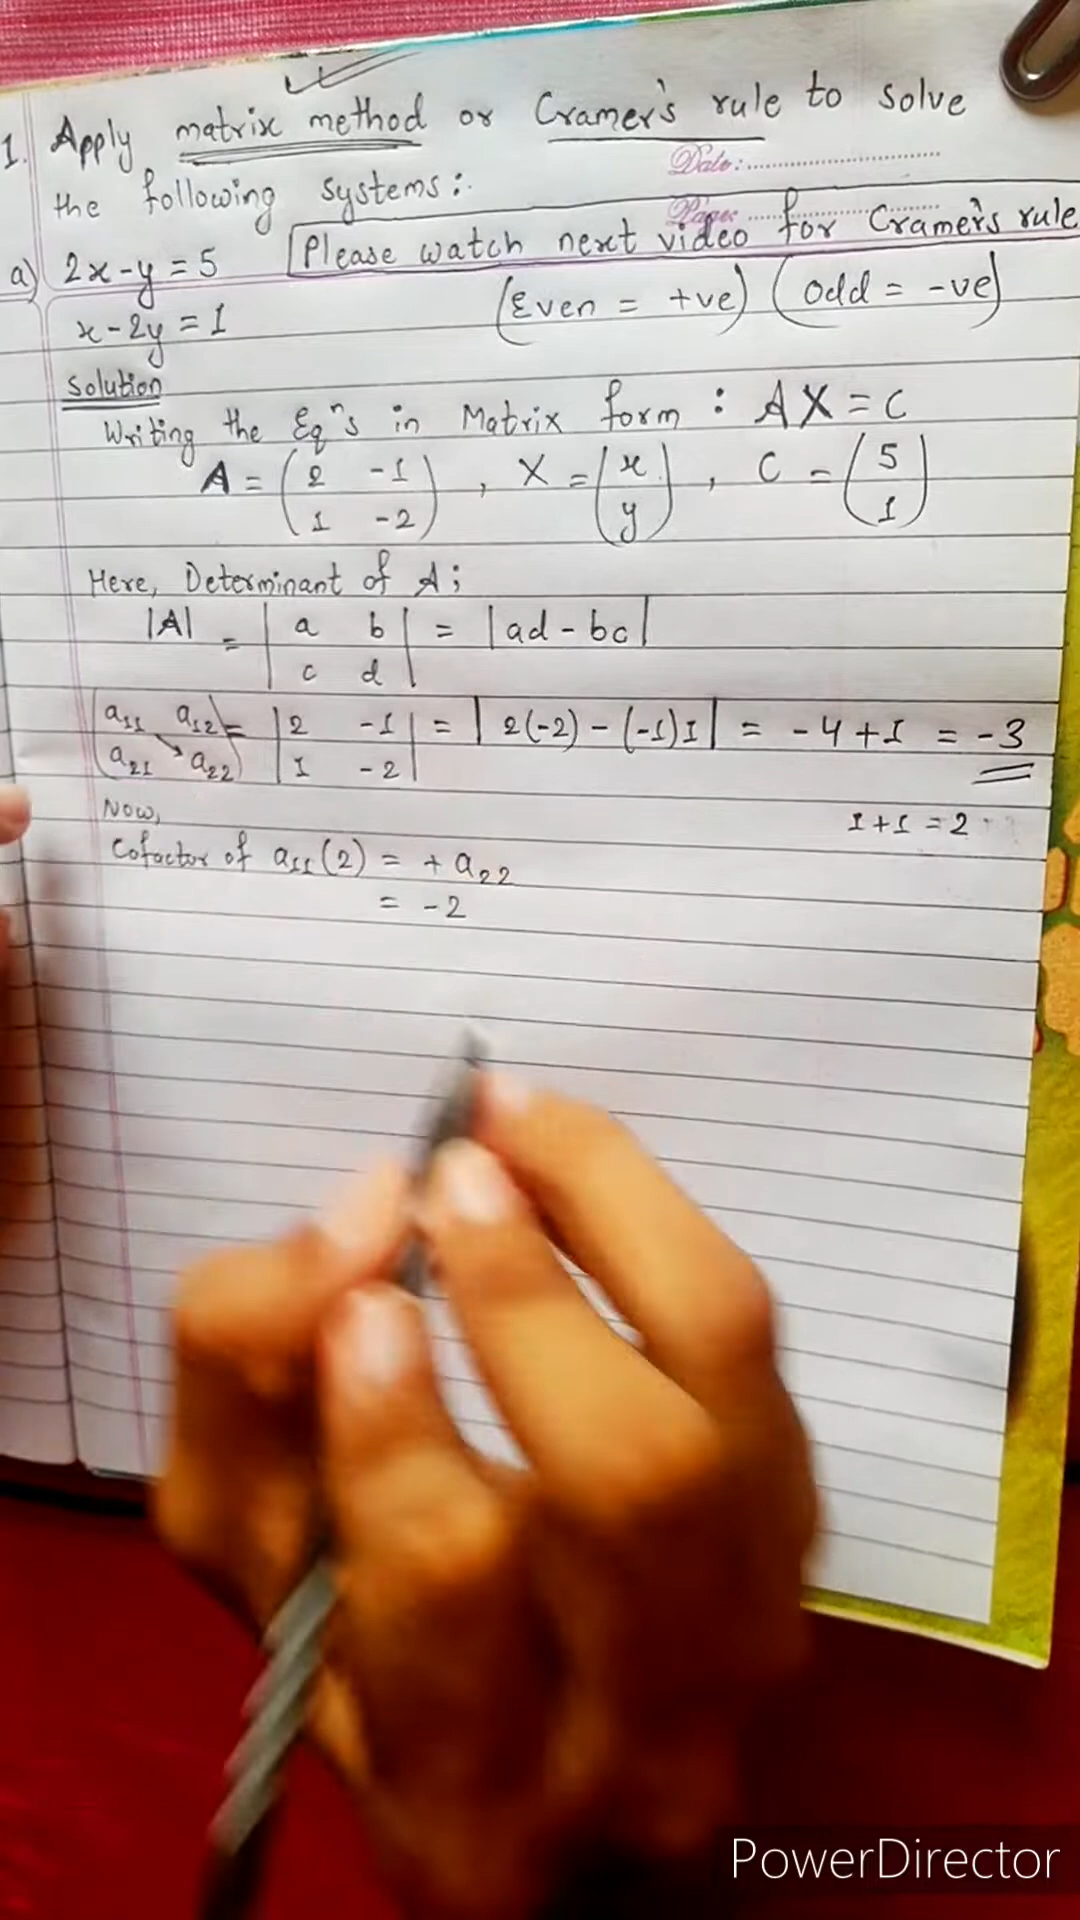 1. Apply matrix method or Cramer's rule to solve
Date:
the following systems:
Page:
Please watch next video for Cramer's rule
a) 2x-y = 5
x-2y = 1
(Even = +ve) (odd = -ve)
Solution
Writing the Eqⁿ's in Matrix form : AX = C
A = (2 -1
1 -2) , X = (x
y) , C = (5
1)
Here, Determinant of A;
|A| = |a b
c d| = |ad - bc|
(a₁₁ a₁₂
a₂₁ a₂₂) = |2 -1
1 -2| = |2(-2) - (-1)1| = -4+1 = -3
Now,
1+1 = 2
Cofactor of a₁₁(2) = + a₂₂
= -2
PowerDirector